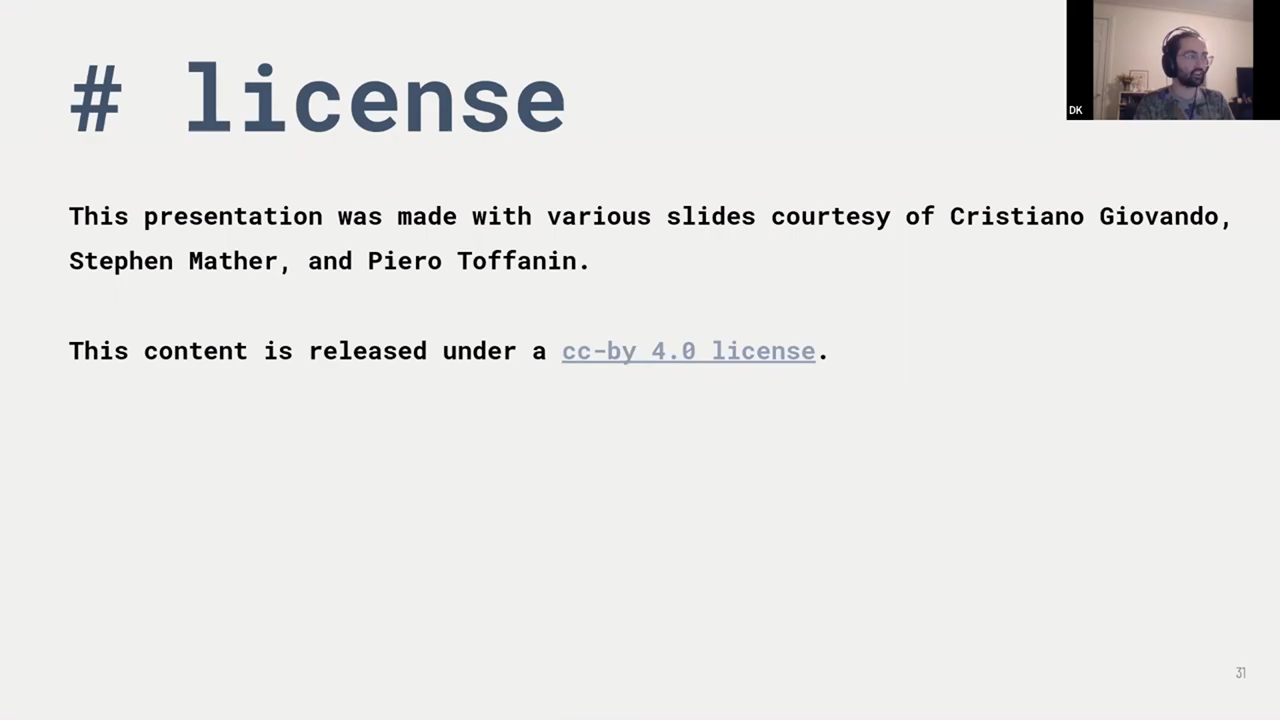 # license
DK
This presentation was made with various slides courtesy of Cristiano Giovando,
Stephen Mather, and Piero Toffanin.
This content is released under a cc-by 4.0 license.
31